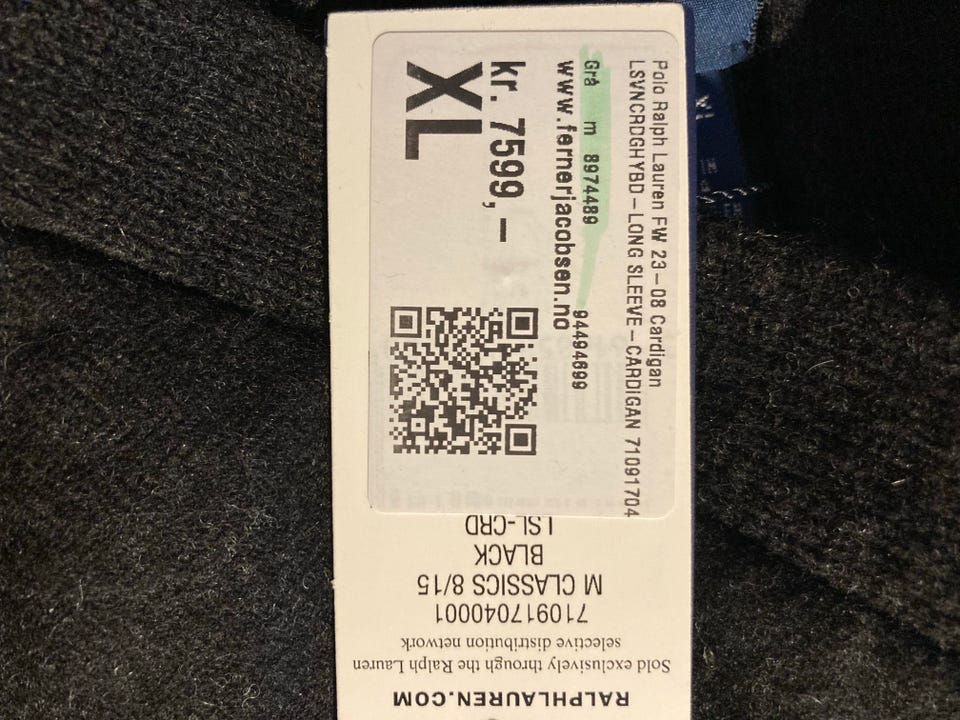 Polo Ralph Lauren FW 23-08 Cardigan
LSVNCRDGHYBD-LONG SLEEVE-CARDIGAN 71091704
Grå m 8974489 94494699
www.fernerjacobsen.no
kr. 7599,-
XL
RALPHLAUREN.COM
Sold exclusively through the Ralph Lauren
selective distribution network
710917040001
M CLASSICS 8/15
BLACK
LSL-CRD